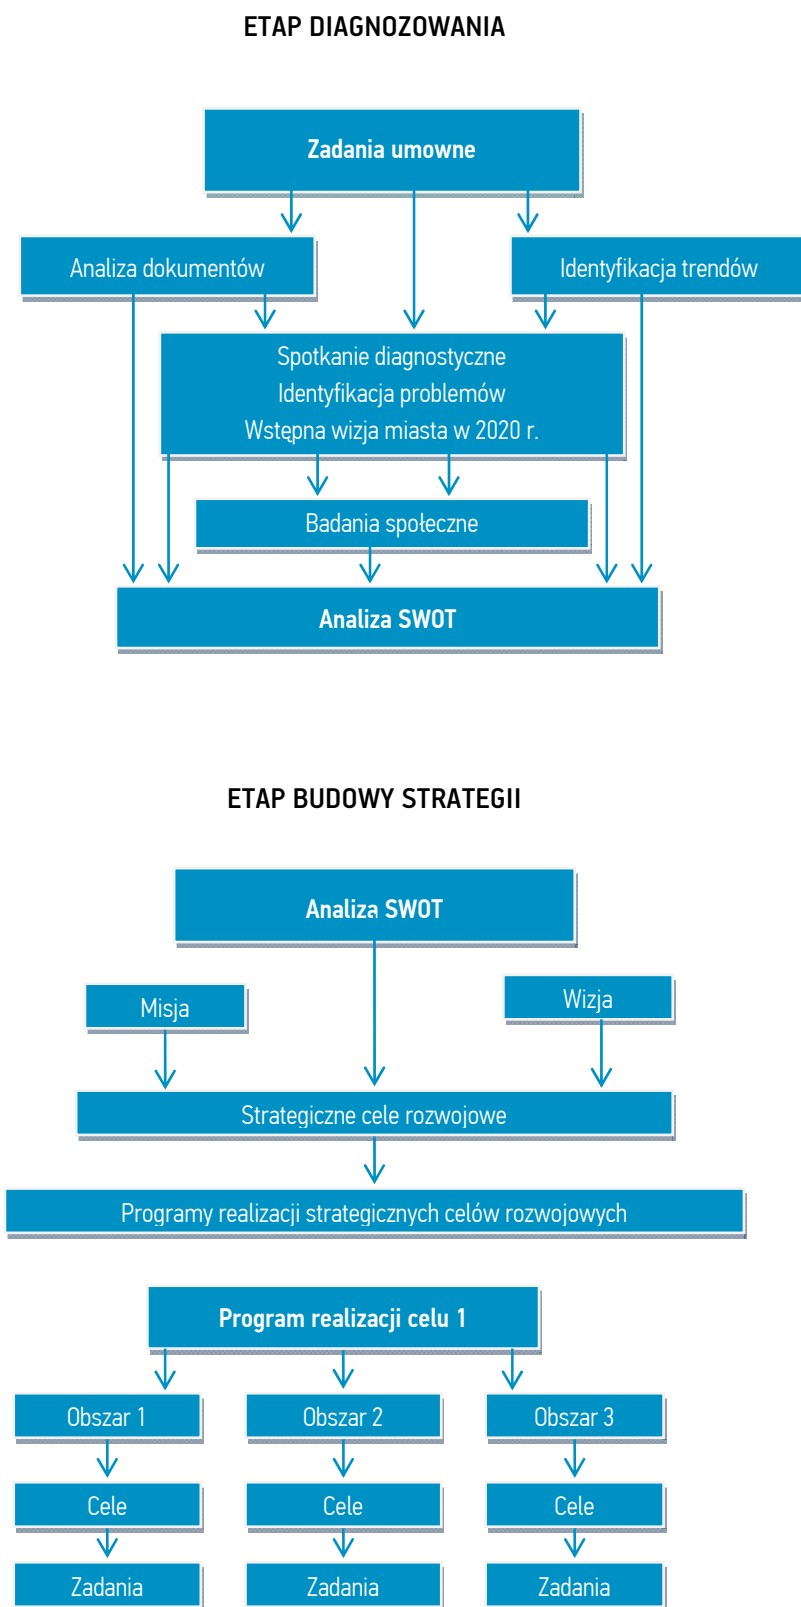 ETAP DIAGNOZOWANIA
Zadania umowne
Analiza dokumentów
Identyfikacja trendów
Spotkanie diagnostyczne
Identyfikacja problemów
Wstępna wizja miasta w 2020 r.
Badania społeczne
Analiza SWOT
ETAP BUDOWY STRATEGII
Analiza SWOT
Misja
Wizja
Strategiczne cele rozwojowe
Programy realizacji strategicznych celów rozwojowych
Program realizacji celu 1
Obszar 1
Obszar 2
Obszar 3
Cele
Cele
Cele
Zadania
Zadania
Zadania